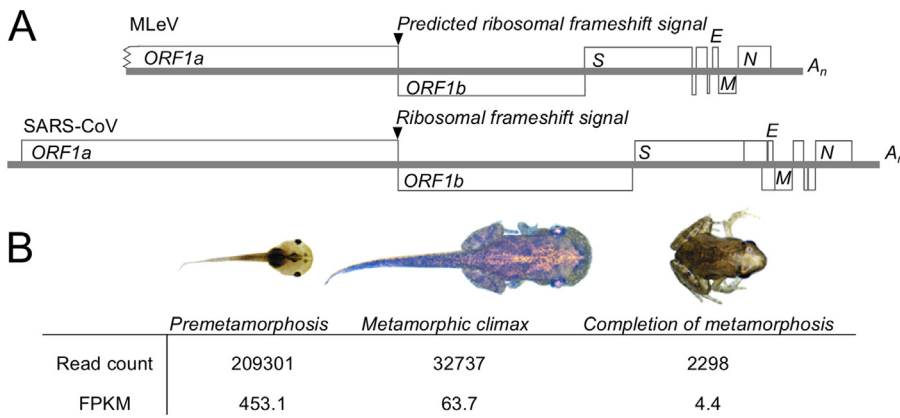 A
MLeV
Predicted ribosomal frameshift signal
ORF1a
ORF1b
S
E
M
N
An
SARS-CoV
Ribosomal frameshift signal
ORF1a
ORF1b
S
E
M
N
A
B
Premetamorphosis Metamorphic climax Completion of metamorphosis
Read count 209301 32737 2298
FPKM 453.1 63.7 4.4